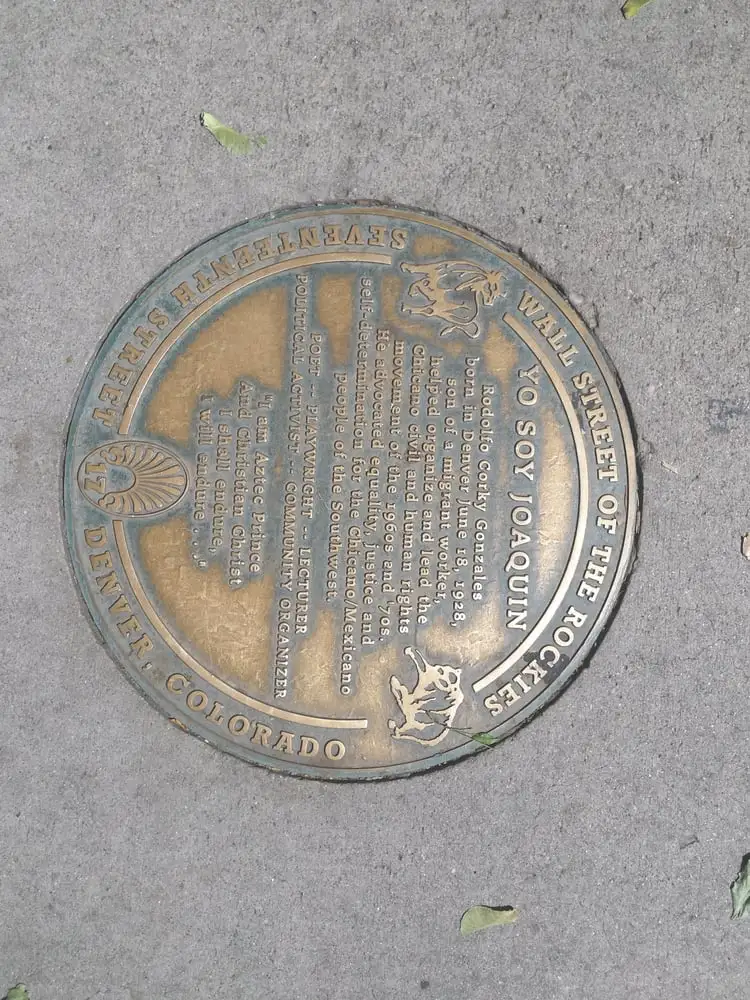 WALL STREET OF THE ROCKIES
YO SOY JOAQUIN
Rodolfo Corky Gonzales
born in Denver June 18, 1928,
son of a migrant worker,
helped organize and lead the
Chicano civil and human rights
movement of the 1960s and '70s.
He advocated equality, justice and
self-determination for the Chicano/Mexicano
people of the Southwest.
POET -- PLAYWRIGHT -- LECTURER
POLITICAL ACTIVIST -- COMMUNITY ORGANIZER
"I am Aztec Prince
And Christian Christ
I shall endure,
I will endure . . ."
SEVENTEENTH STREET
17
DENVER, COLORADO